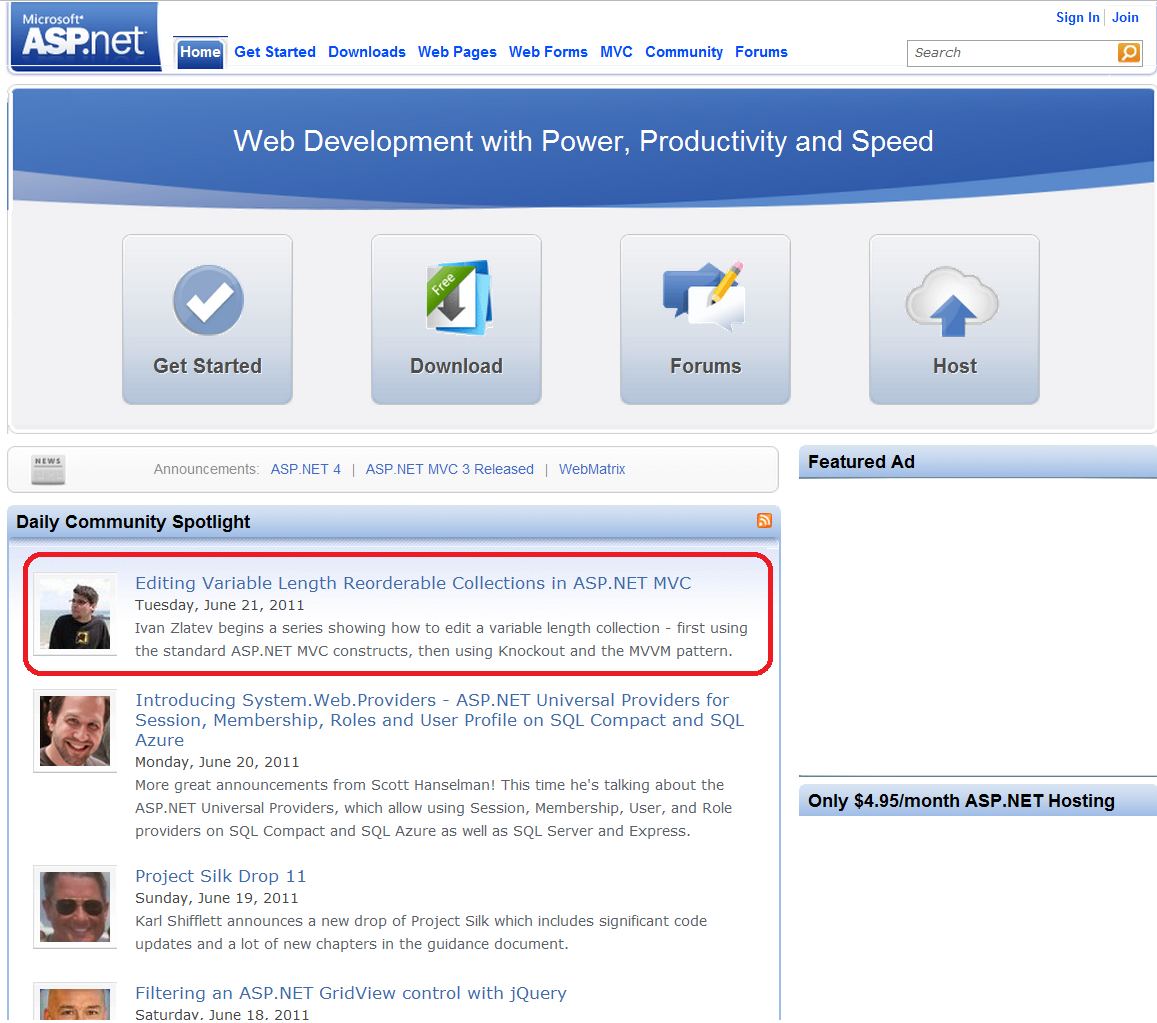 Microsoft®
ASP.net
Sign In | Join
Home Get Started Downloads Web Pages Web Forms MVC Community Forums
Search
Web Development with Power, Productivity and Speed
Get Started
Free
Download
Forums
Host
NEWS
Announcements: ASP.NET 4 | ASP.NET MVC 3 Released | WebMatrix
Featured Ad
Daily Community Spotlight
Editing Variable Length Reorderable Collections in ASP.NET MVC
Tuesday, June 21, 2011
Ivan Zlatev begins a series showing how to edit a variable length collection - first using
the standard ASP.NET MVC constructs, then using Knockout and the MVVM pattern.
Introducing System.Web.Providers - ASP.NET Universal Providers for
Session, Membership, Roles and User Profile on SQL Compact and SQL
Azure
Monday, June 20, 2011
More great announcements from Scott Hanselman! This time he's talking about the
ASP.NET Universal Providers, which allow using Session, Membership, User, and Role
providers on SQL Compact and SQL Azure as well as SQL Server and Express.
Only $4.95/month ASP.NET Hosting
Project Silk Drop 11
Sunday, June 19, 2011
Karl Shifflett announces a new drop of Project Silk which includes significant code
updates and a lot of new chapters in the guidance document.
Filtering an ASP.NET GridView control with jQuery
Saturday, June 18, 2011